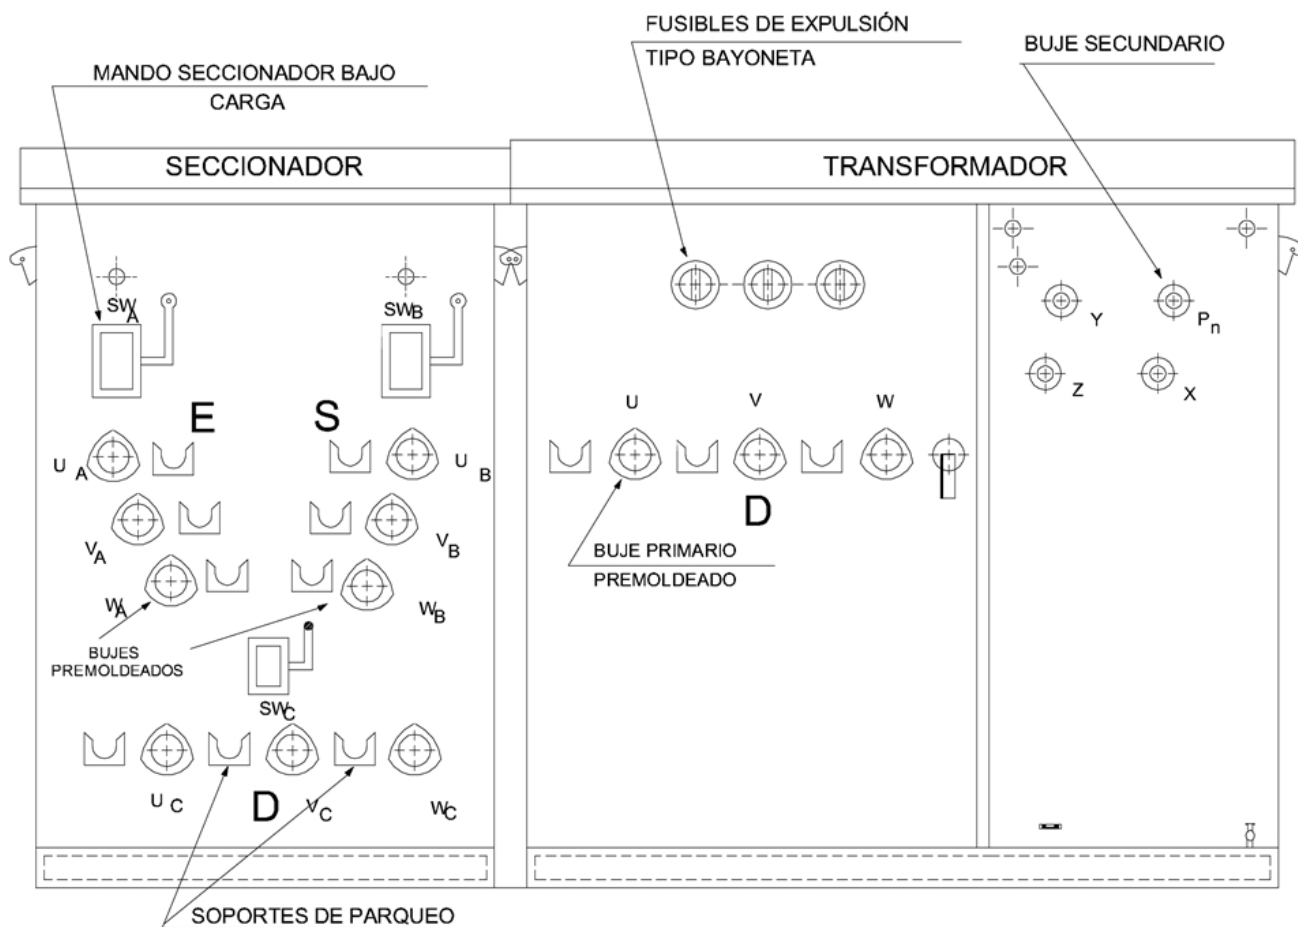 FUSIBLES DE EXPULSIÓN
TIPO BAYONETA
BUJE SECUNDARIO
MANDO SECCIONADOR BAJO
CARGA
SECCIONADOR
TRANSFORMADOR
SWA
SWB
Y
Pn
Z
X
E
S
U
V
W
UA
UB
D
VA
VB
BUJE PRIMARIO
PREMOLDEADO
WA
WB
BUJES
PREMOLDEADOS
SWC
UC
D
VC
WC
SOPORTES DE PARQUEO